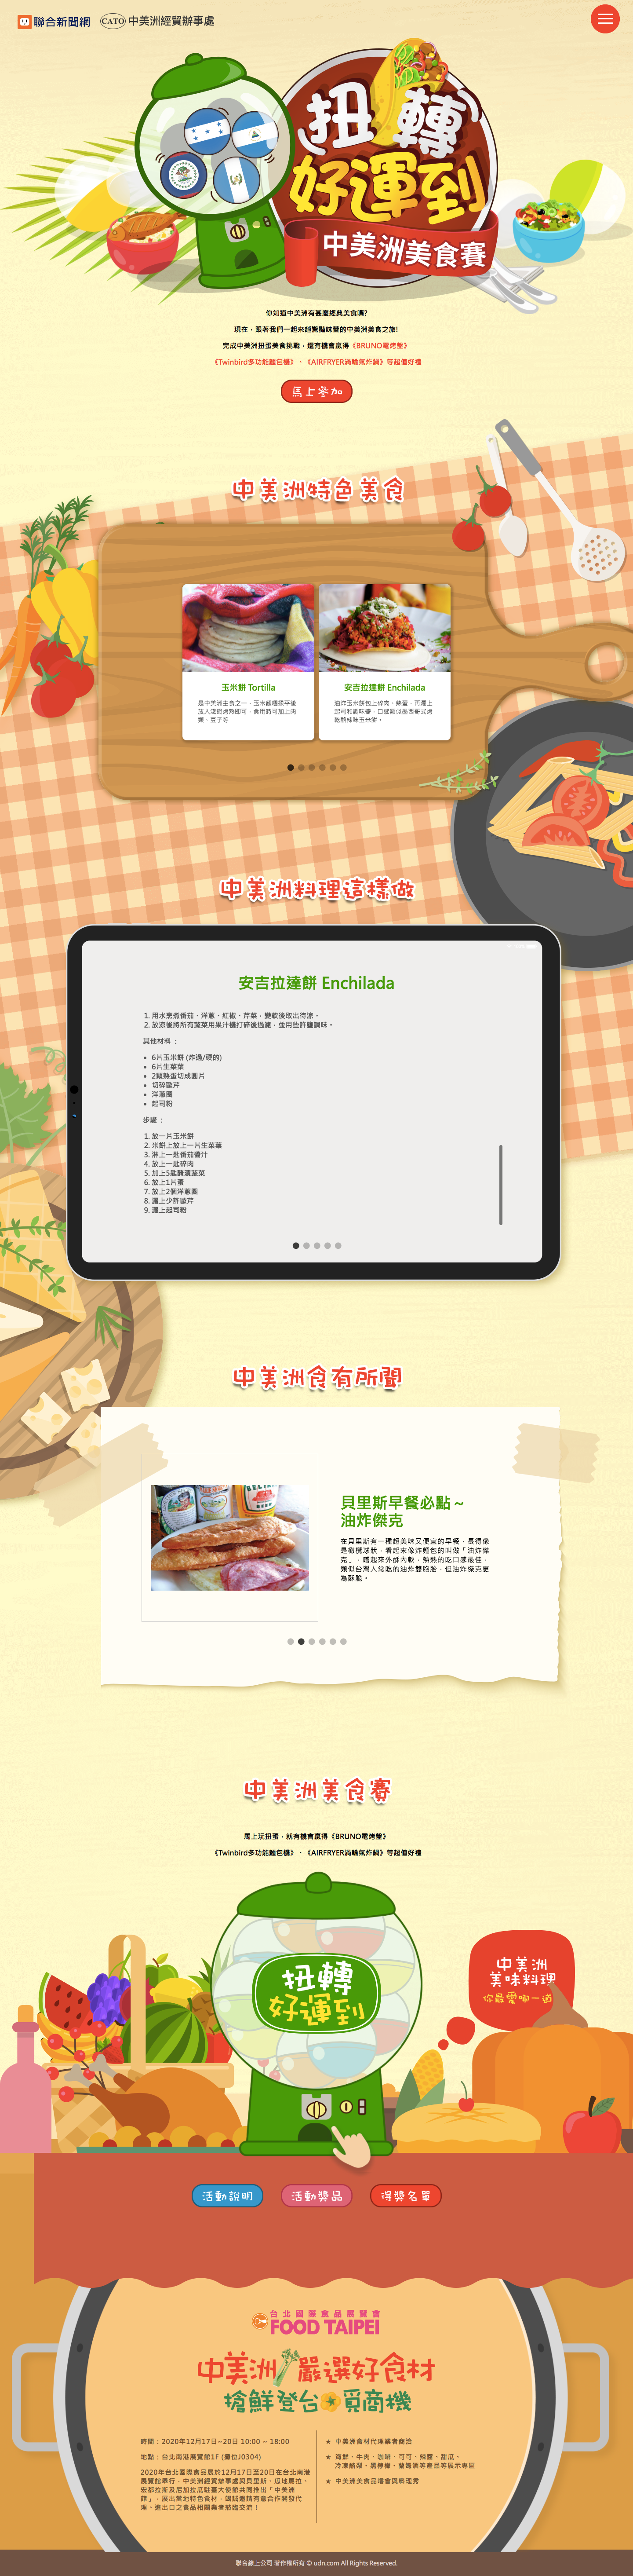 聯合新聞網
CATO 中美洲經貿辦事處
扭轉
好運到
中美洲美食賽
你知道中美洲有甚麼經典美食嗎?
現在，跟著我們一起來趟驚豔味蕾的中美洲美食之旅!
完成中美洲扭蛋美食挑戰，還有機會贏得《BRUNO電烤盤》
《Twinbird多功能麵包機》、《AIRFRYER渦輪氣炸鍋》等超值好禮
馬上參加
中美洲特色美食
玉米餅 Tortilla
是中美洲主食之一，玉米麵糰揉平後
放入淺鍋烤熟即可，食用時可加上肉
類、豆子等
安吉拉達餅 Enchilada
油炸玉米餅包上碎肉、熟蛋，再灑上
起司和調味醬，口感類似墨西哥式烤
乾酪辣味玉米餅。
中美洲料理這樣做
安吉拉達餅 Enchilada
1. 用水烹煮番茄、洋蔥、紅椒、芹菜，變軟後取出待涼。
2. 放涼後將所有蔬菜用果汁機打碎後過濾，並用些許鹽調味。
其他材料 :
6片玉米餅 (炸過/硬的)
6片生菜葉
2顆熟蛋切成圓片
切碎歐芹
洋蔥圈
起司粉
步驟 :
1. 放一片玉米餅
2. 米餅上放上一片生菜葉
3. 淋上一匙番茄醬汁
4. 放上一匙碎肉
5. 加上5匙醃漬蔬菜
6. 放上1片蛋
7. 放上2個洋蔥圈
8. 灑上少許歐芹
9. 灑上起司粉
中美洲食有所聞
貝里斯早餐必點～
油炸傑克
在貝里斯有一種超美味又便宜的早餐，長得像
是橄欖球狀，看起來像炸麵包的叫做「油炸傑
克」，嚐起來外酥內軟，熱熱的吃口感最佳，
類似台灣人常吃的油炸雙胞胎，但油炸傑克更
為酥脆。
中美洲美食賽
馬上玩扭蛋，就有機會贏得《BRUNO電烤盤》
《Twinbird多功能麵包機》、《AIRFRYER渦輪氣炸鍋》等超值好禮
扭轉
好運到
中美洲
美味料理
你最愛哪一道
活動說明
活動獎品
得獎名單
台北國際食品展覽會
FOOD TAIPEI
中美洲 嚴選好食材
搶鮮登台 覓商機
時間：2020年12月17日~20日 10:00 ~ 18:00
地點：台北南港展覽館1F (攤位J0304)
2020年台北國際食品展於12月17日至20日在台北南港
展覽館舉行，中美洲經貿辦事處與貝里斯、瓜地馬拉、
宏都拉斯及尼加拉瓜駐臺大使館共同推出「中美洲
館」，展出當地特色食材，竭誠邀請有意合作開發代
理、進出口之食品相關業者蒞臨交流！
★ 中美洲食材代理業者商洽
★ 海鮮、牛肉、咖啡、可可、辣醬、甜瓜、
冷凍酪梨、黑檸檬、蘭姆酒等產品等展示專區
★ 中美洲美食品嚐會與料理秀
聯合線上公司 著作權所有 © udn.com All Rights Reserved.